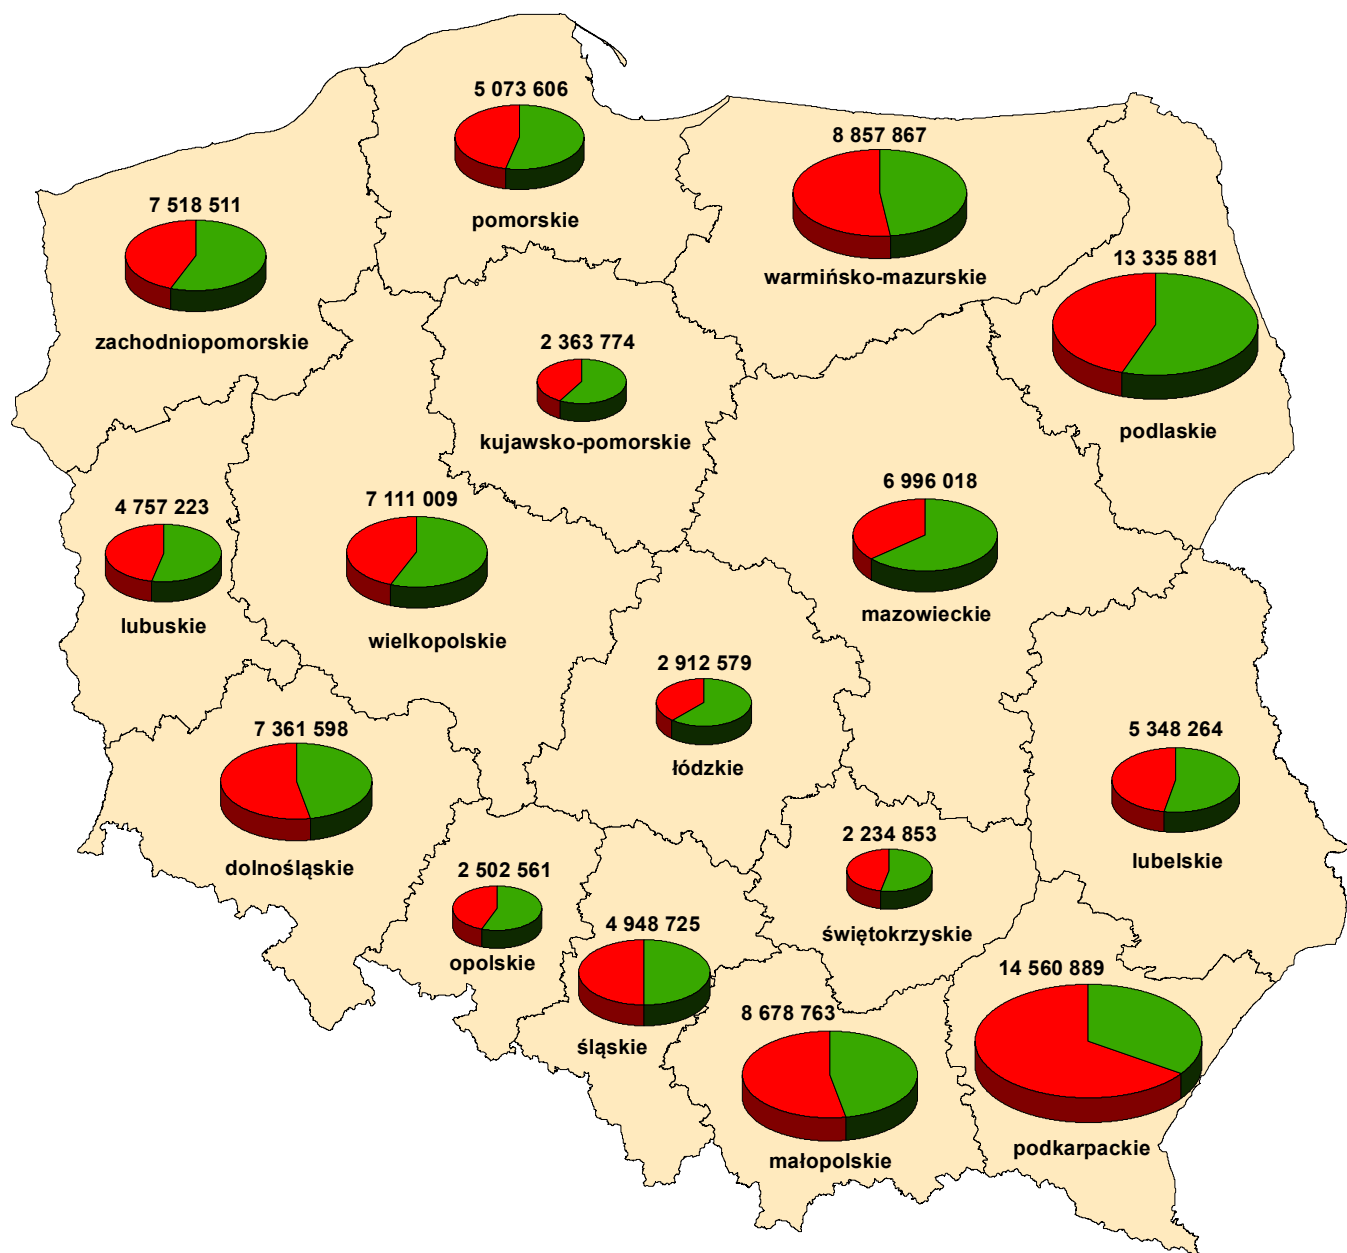 5 073 606
pomorskie
8 857 867
warmińsko-mazurskie
7 518 511
zachodniopomorskie
13 335 881
podlaskie
2 363 774
kujawsko-pomorskie
4 757 223
lubuskie
7 111 009
wielkopolskie
6 996 018
mazowieckie
2 912 579
łódzkie
7 361 598
dolnośląskie
5 348 264
lubelskie
2 502 561
opolskie
2 234 853
świętokrzyskie
4 948 725
śląskie
8 678 763
małopolskie
14 560 889
podkarpackie